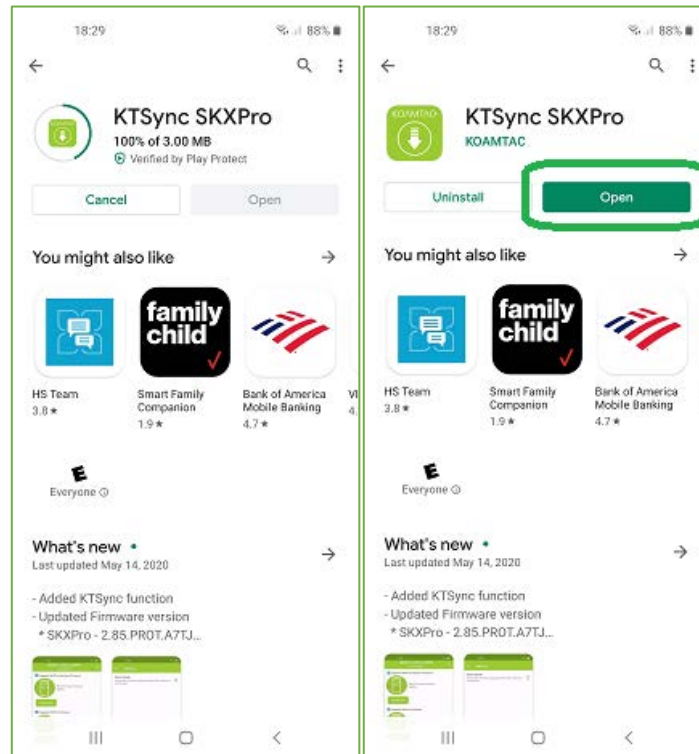 18:29
88%
KTSync SKXPro
100% of 3.00 MB
Verified by Play Protect
Cancel
Open
You might also like
family
child
HS Team
3.8 ★
Smart Family
Companion
1.9 ★
Bank of America
Mobile Banking
4.7 ★
VI
4.
E
Everyone
What's new •
Last updated May 14, 2020
- Added KTSync function
- Updated Firmware version
* SKXPro - 2.85.PROT.A7TJ...
18:29
88%
KOAMTAC
KTSync SKXPro
KOAMTAC
Uninstall
Open
You might also like
family
child
HS Team
3.8 ★
Smart Family
Companion
1.9 ★
Bank of America
Mobile Banking
4.7 ★
E
Everyone
What's new •
Last updated May 14, 2020
- Added KTSync function
- Updated Firmware version
* SKXPro - 2.85.PROT.A7TJ...